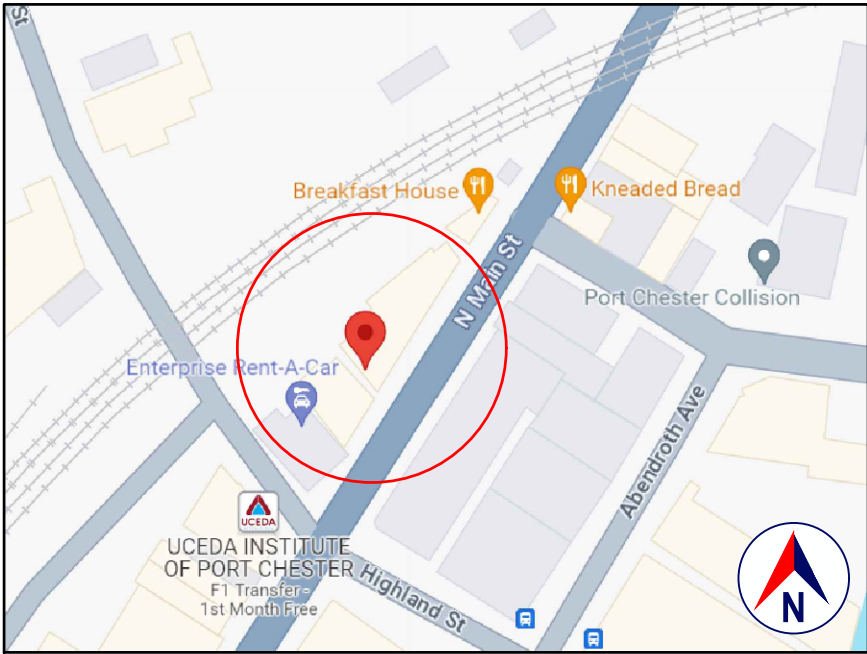 St
Breakfast House
Kneaded Bread
N Main St
Port Chester Collision
Enterprise Rent-A-Car
Abendroth Ave
UCEDA
UCEDA INSTITUTE
OF PORT CHESTER
F1 Transfer -
1st Month Free
Highland St
N